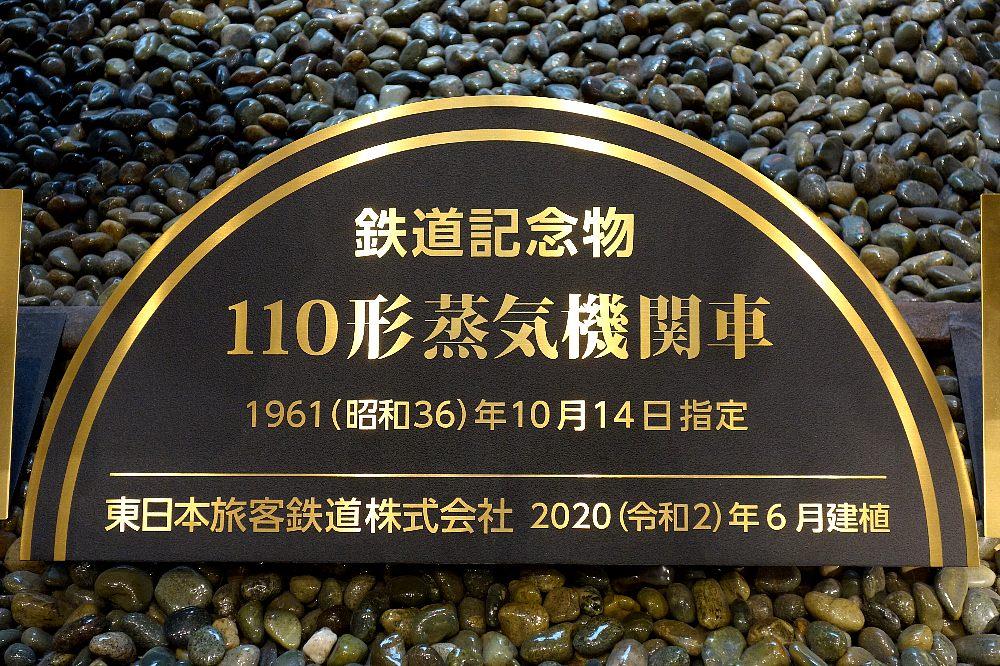 鉄道記念物
110形蒸気機関車
1961(昭和36)年10月14日指定
東日本旅客鉄道株式会社 2020(令和2)年6月建植